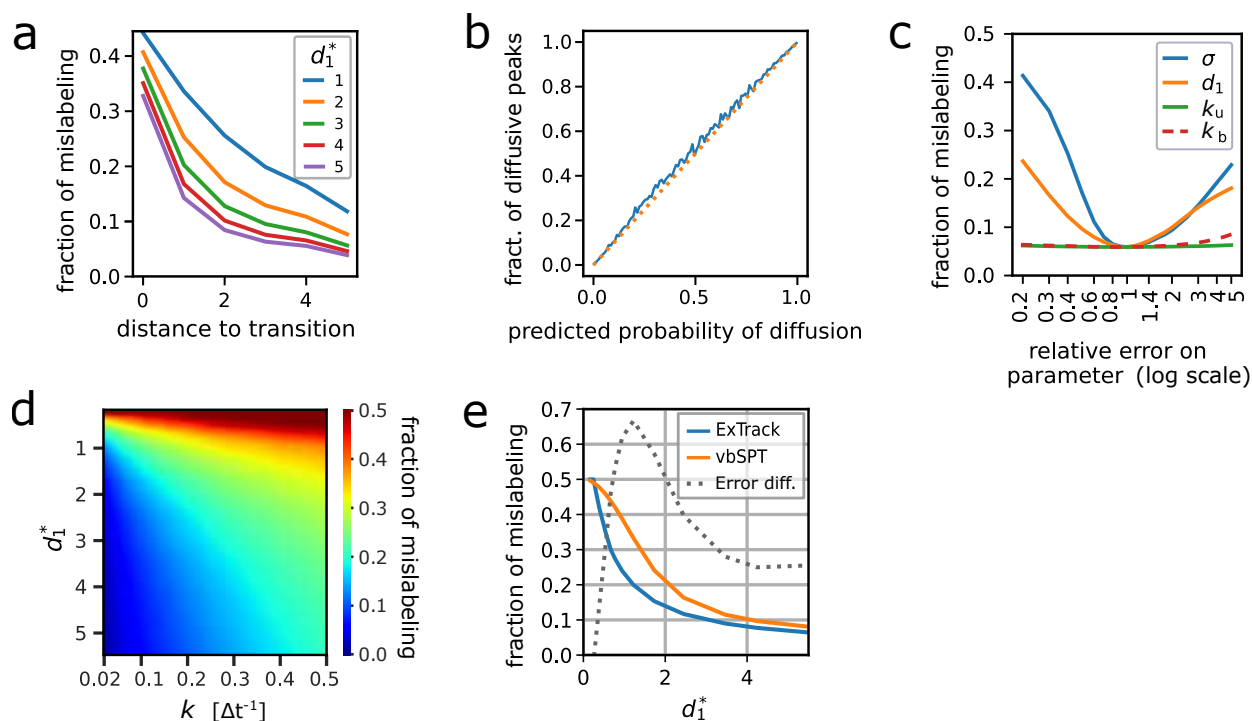 a
fraction of mislabeling
0.4
0.3
0.2
0.1
0.0
0
2
4
distance to transition
d₁*
1
2
3
4
5
b
fract. of diffusive peaks
1.0
0.8
0.6
0.4
0.2
0.0
0.0
0.5
1.0
predicted probability of diffusion
c
fraction of mislabeling
0.5
0.4
0.3
0.2
0.1
0.0
σ
d₁
kᵤ
k_b
0.2
0.3
0.4
0.6
0.8
1
1.4
2
3
4
5
relative error on
parameter (log scale)
d
d₁*
1
2
3
4
5
0.02
0.1
0.2
0.3
0.4
0.5
k [Δt⁻¹]
0.5
0.4
0.3
0.2
0.1
0.0
fraction of mislabeling
e
fraction of mislabeling
0.7
0.6
0.5
0.4
0.3
0.2
0.1
0.0
ExTrack
vbSPT
Error diff.
0
2
4
d₁*